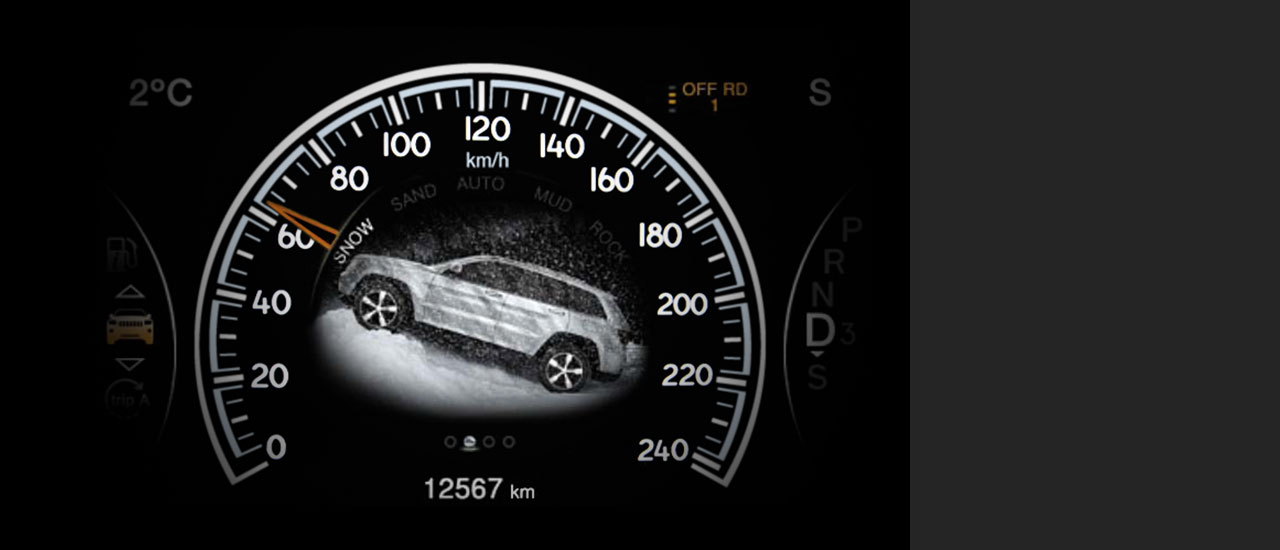 2°C
OFF RD
1
S
0
20
40
60
80
100
120
140
160
180
200
220
240
km/h
SNOW
SAND
AUTO
MUD
ROCK
trip A
P
R
N
D 3
S
12567 km